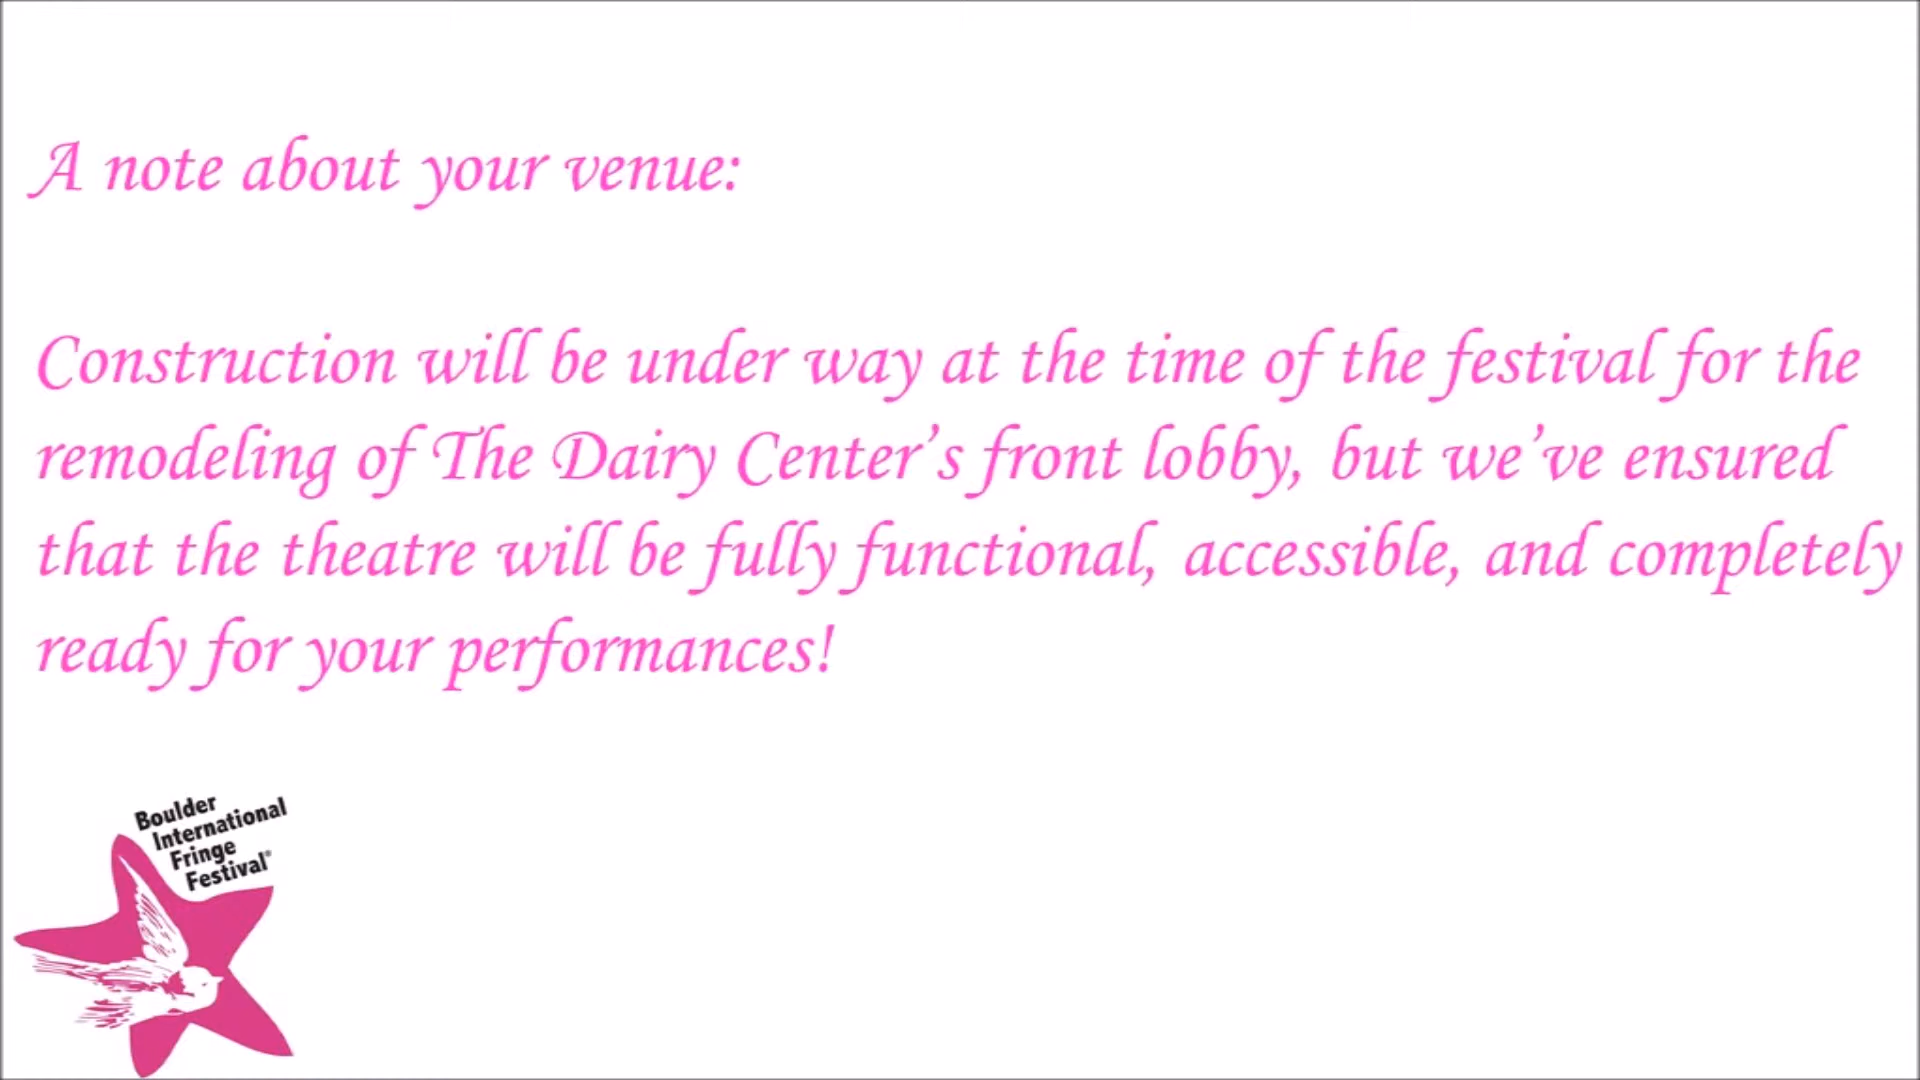 A note about your venue:
Construction will be under way at the time of the festival for the
remodeling of The Dairy Center’s front lobby, but we’ve ensured
that the theatre will be fully functional, accessible, and completely
ready for your performances!
Boulder
International
Fringe
Festival®